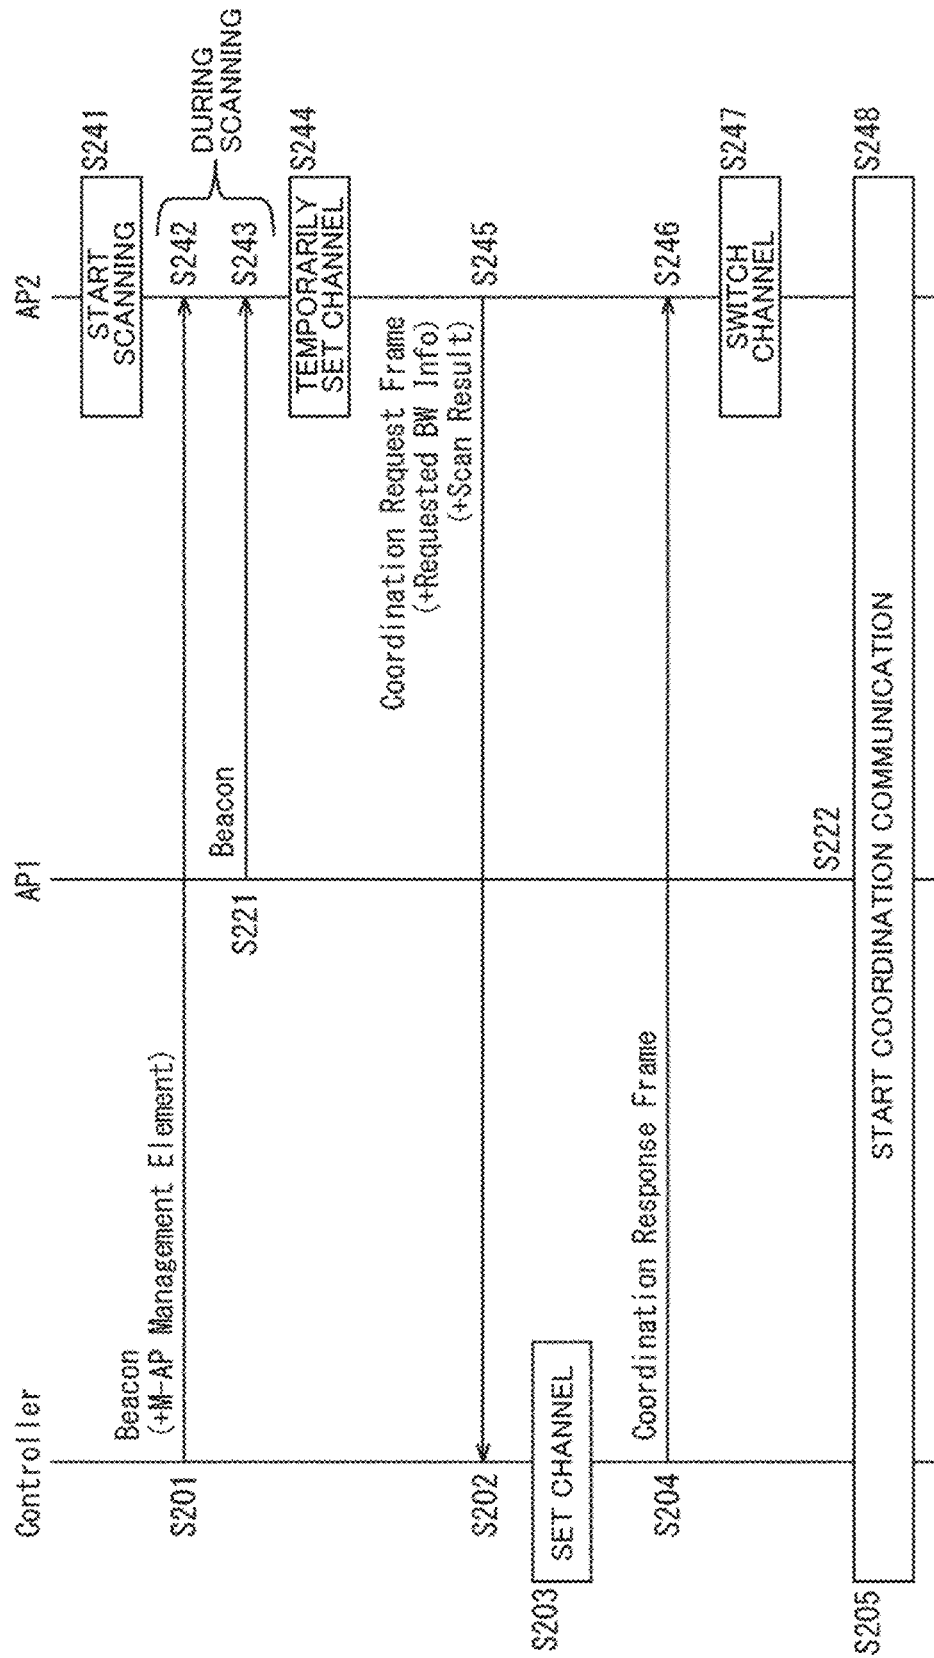 Controller
AP1
AP2
START
SCANNING
S241
Beacon
(+M-AP Management Element)
S201
S242
DURING
SCANNING
Beacon
S221
S243
TEMPORARILY
SET CHANNEL
S244
Coordination Request Frame
(+Requested BW Info)
(+Scan Result)
S202
S245
S203
SET CHANNEL
Coordination Response Frame
S204
S246
SWITCH
CHANNEL
S247
S222
S205
START COORDINATION COMMUNICATION
S248